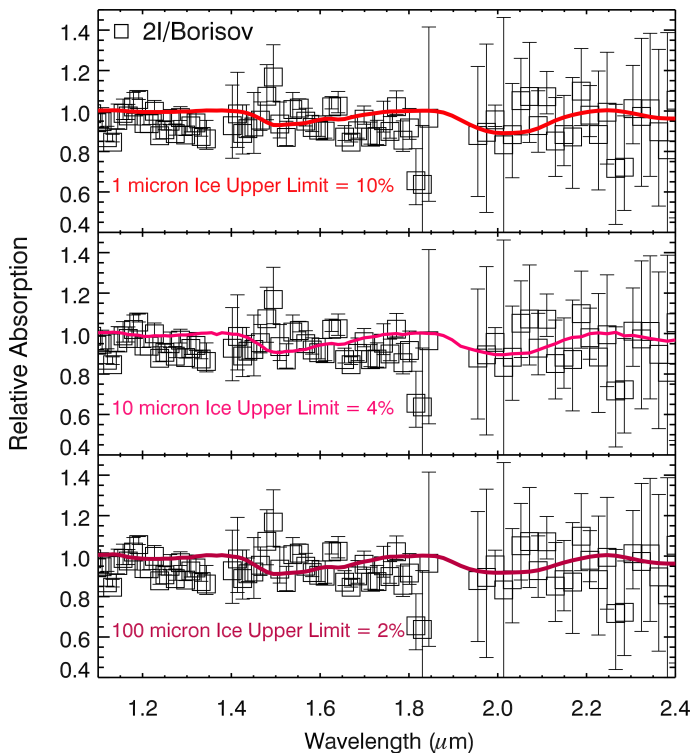 1.4
2I/Borisov
1.2
1.0
0.8
0.6
1 micron Ice Upper Limit = 10%
0.4
1.4
1.2
1.0
0.8
0.6
10 micron Ice Upper Limit = 4%
0.4
1.4
1.2
1.0
0.8
0.6
100 micron Ice Upper Limit = 2%
0.4
Relative Absorption
1.2 1.4 1.6 1.8 2.0 2.2 2.4
Wavelength (μm)